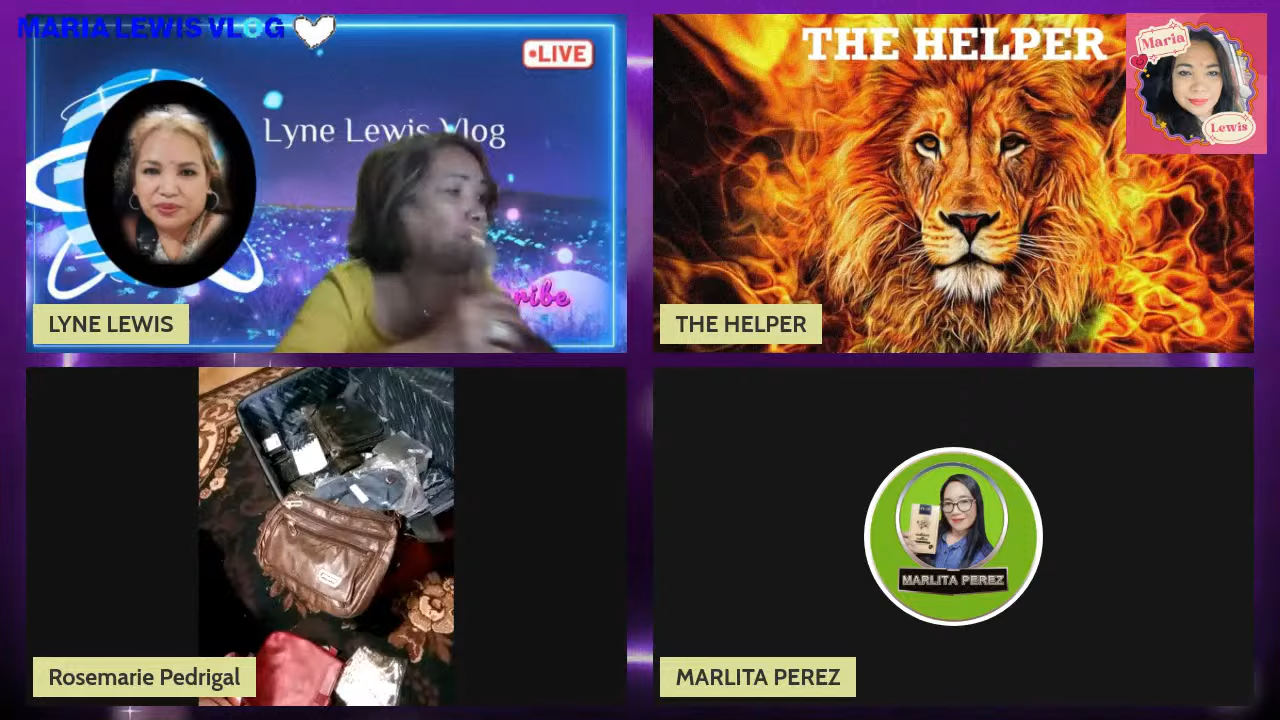 MARIA LEWIS VLOG
LIVE
Lyne Lewis Vlog
LYNE LEWIS
THE HELPER
Maria
Lewis
THE HELPER
Rosemarie Pedrigal
MARLITA PEREZ
MARLITA PEREZ